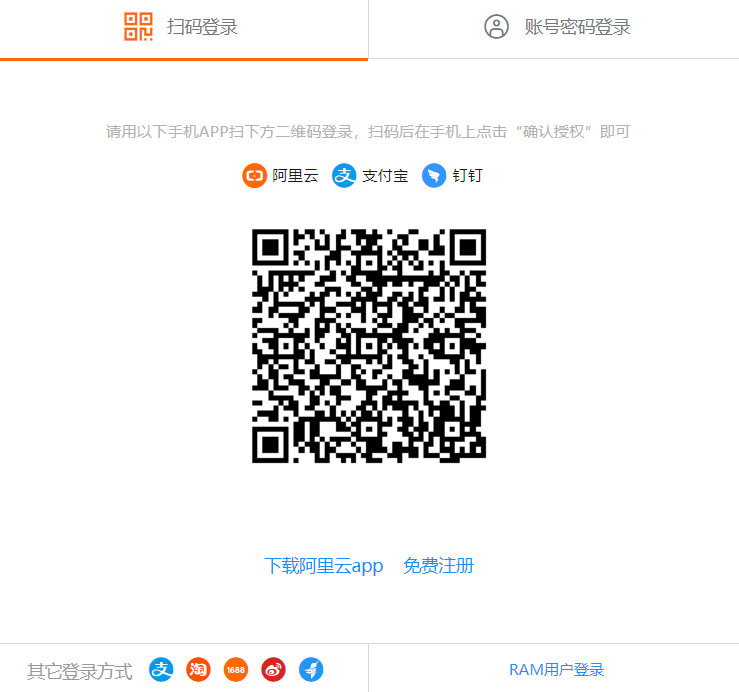 扫码登录
账号密码登录
请用以下手机APP扫下方二维码登录，扫码后在手机上点击“确认授权”即可
阿里云 支付宝 钉钉
下载阿里云app 免费注册
其它登录方式 支 淘 1688
RAM用户登录